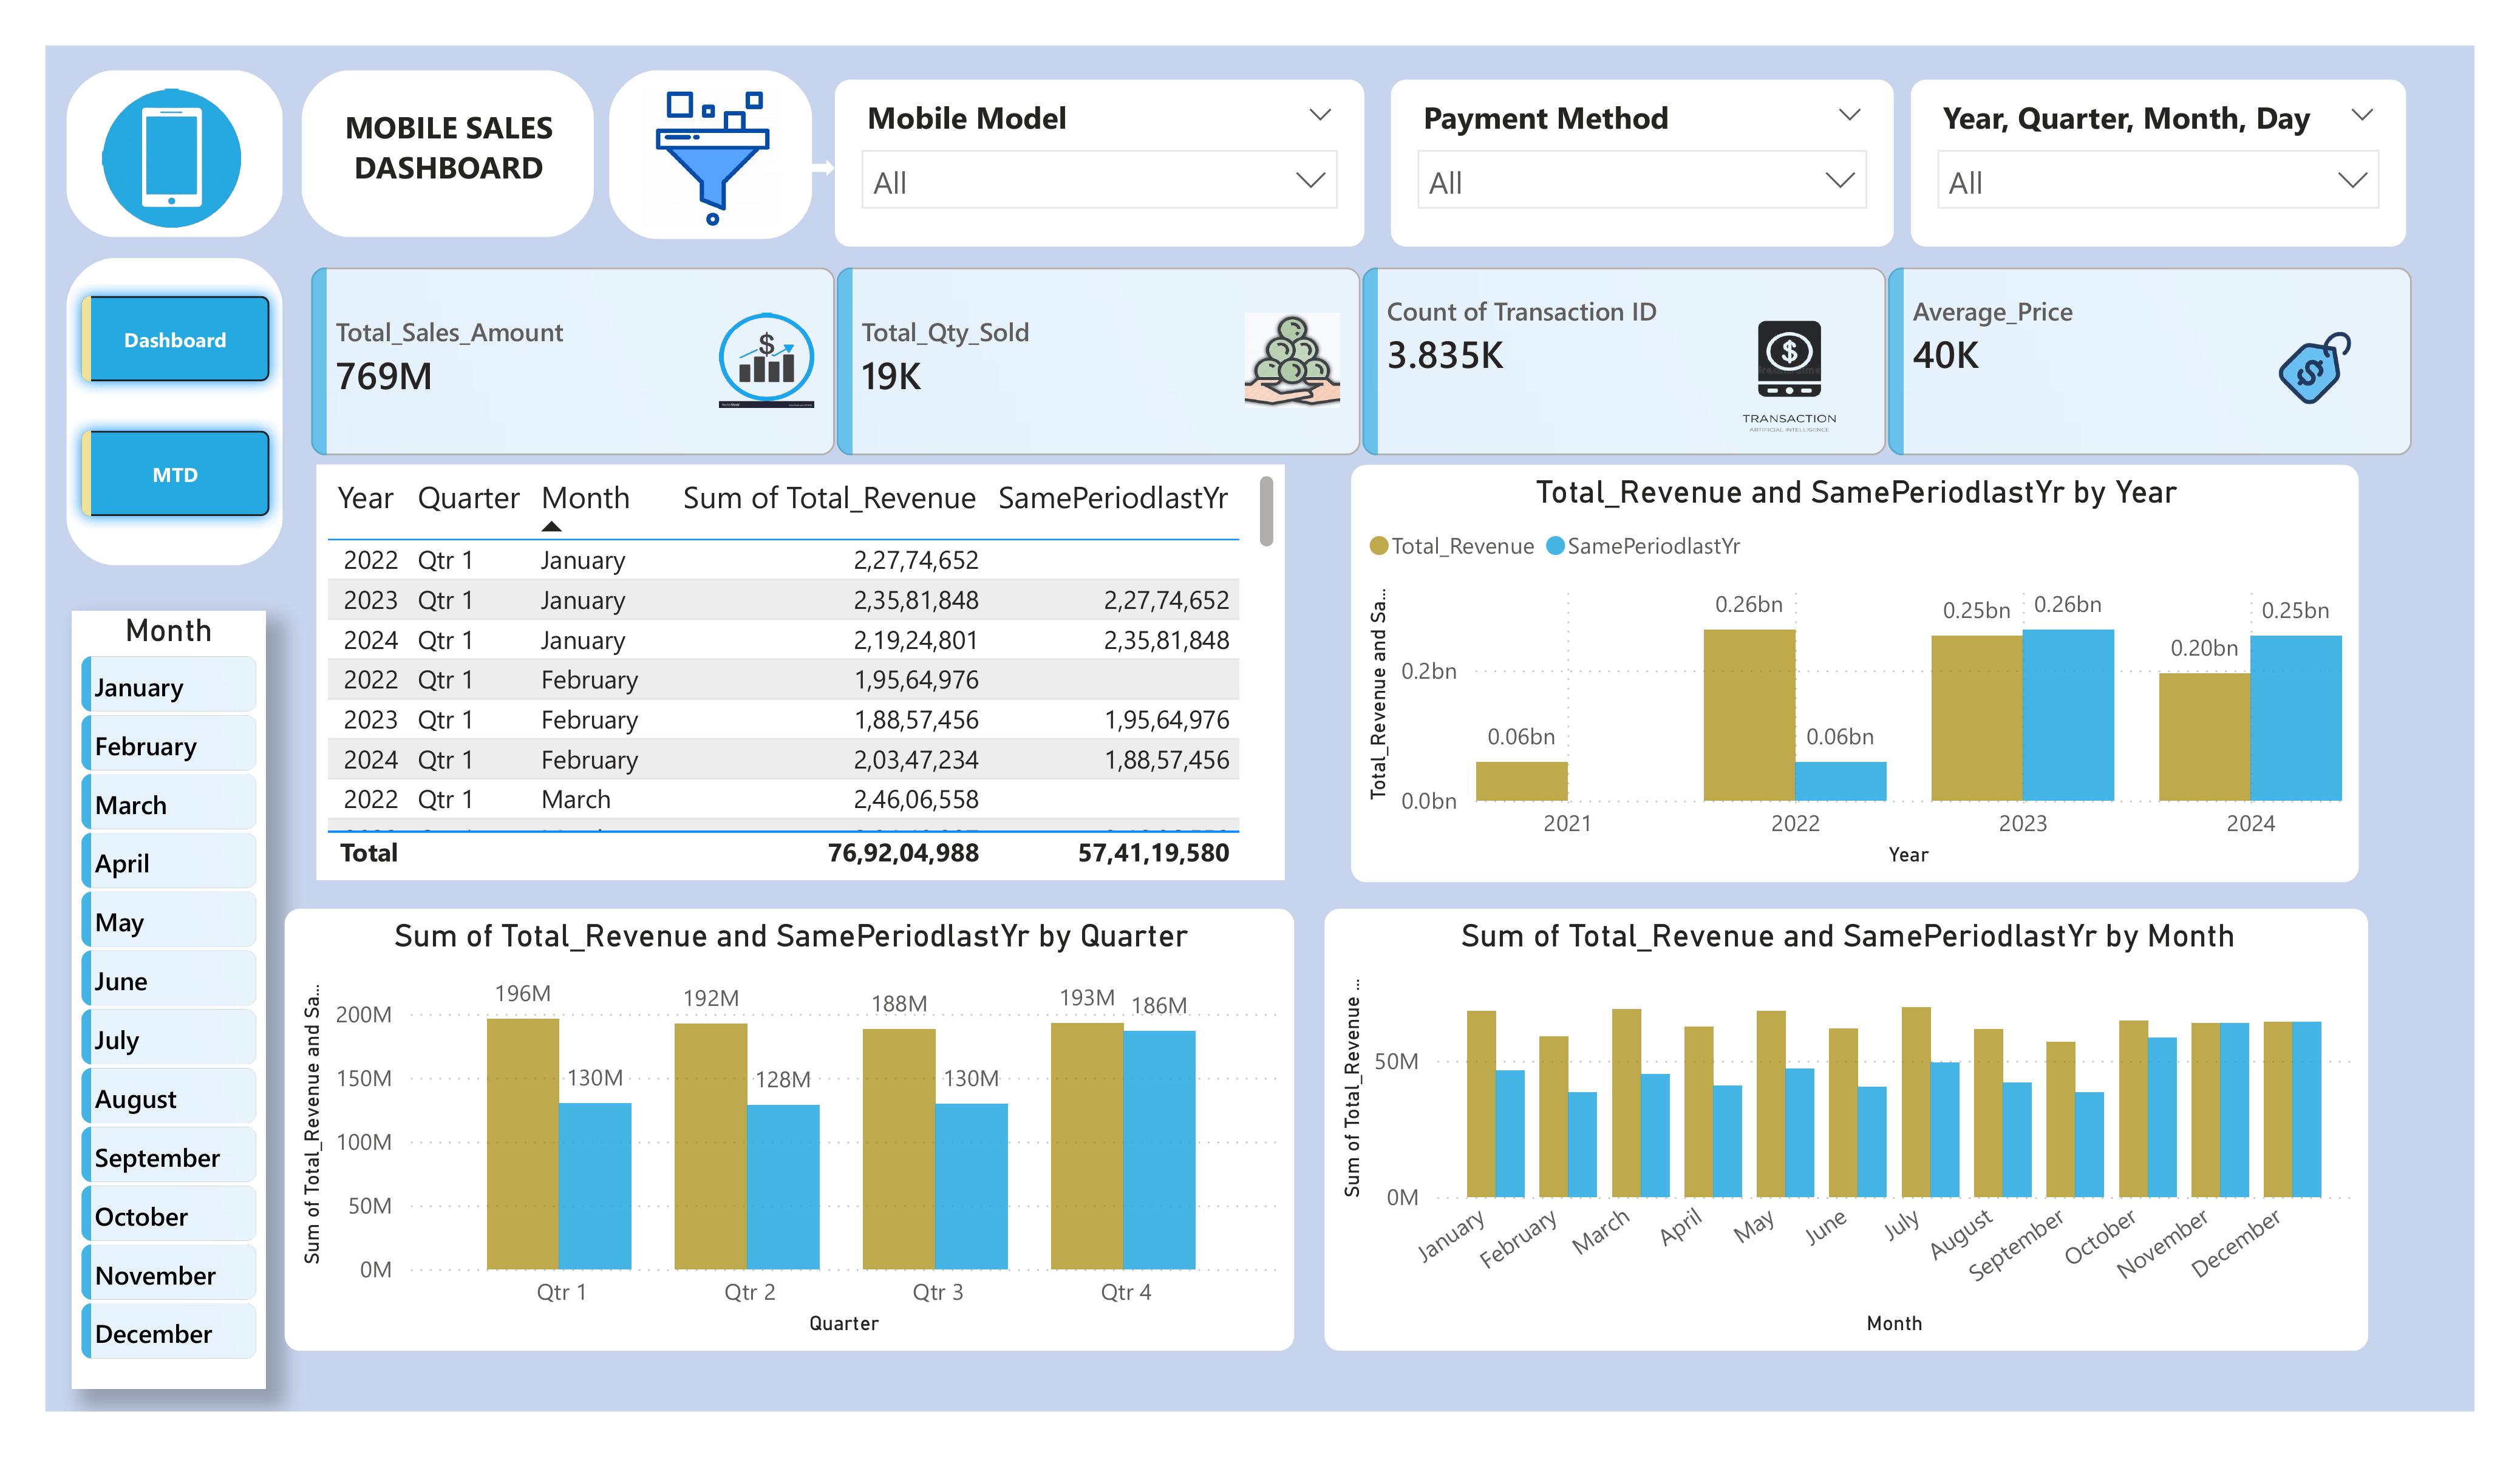 MOBILE SALES
DASHBOARD
Mobile Model
All
Payment Method
All
Year, Quarter, Month, Day
All
Dashboard
MTD
Total_Sales_Amount
769M
$
Total_Qty_Sold
19K
Count of Transaction ID
3.835K
$
TRANSACTION
ARTIFICIAL INTELLIGENCE
Average_Price
40K
$
Year Quarter Month Sum of Total_Revenue SamePeriodlastYr
2022 Qtr 1 January 2,27,74,652
2023 Qtr 1 January 2,35,81,848 2,27,74,652
2024 Qtr 1 January 2,19,24,801 2,35,81,848
2022 Qtr 1 February 1,95,64,976
2023 Qtr 1 February 1,88,57,456 1,95,64,976
2024 Qtr 1 February 2,03,47,234 1,88,57,456
2022 Qtr 1 March 2,46,06,558
Total 76,92,04,988 57,41,19,580
Total_Revenue and SamePeriodlastYr by Year
Total_Revenue SamePeriodlastYr
Total_Revenue and Sa...
0.2bn
0.0bn
0.06bn
0.26bn
0.06bn
0.25bn
0.26bn
0.20bn
0.25bn
2021 2022 2023 2024
Year
Month
January
February
March
April
May
June
July
August
September
October
November
December
Sum of Total_Revenue and SamePeriodlastYr by Quarter
Sum of Total_Revenue and Sa...
200M
150M
100M
50M
0M
196M
130M
192M
128M
188M
130M
193M
186M
Qtr 1 Qtr 2 Qtr 3 Qtr 4
Quarter
Sum of Total_Revenue and SamePeriodlastYr by Month
Sum of Total_Revenue ...
50M
0M
January February March April May June July August September October November December
Month